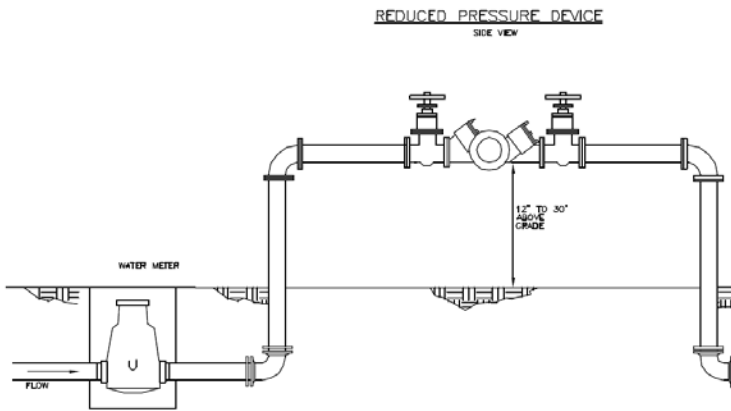 REDUCED PRESSURE DEVICE
SIDE VIEW
12" TO 30"
ABOVE
GRADE
WATER METER
FLOW